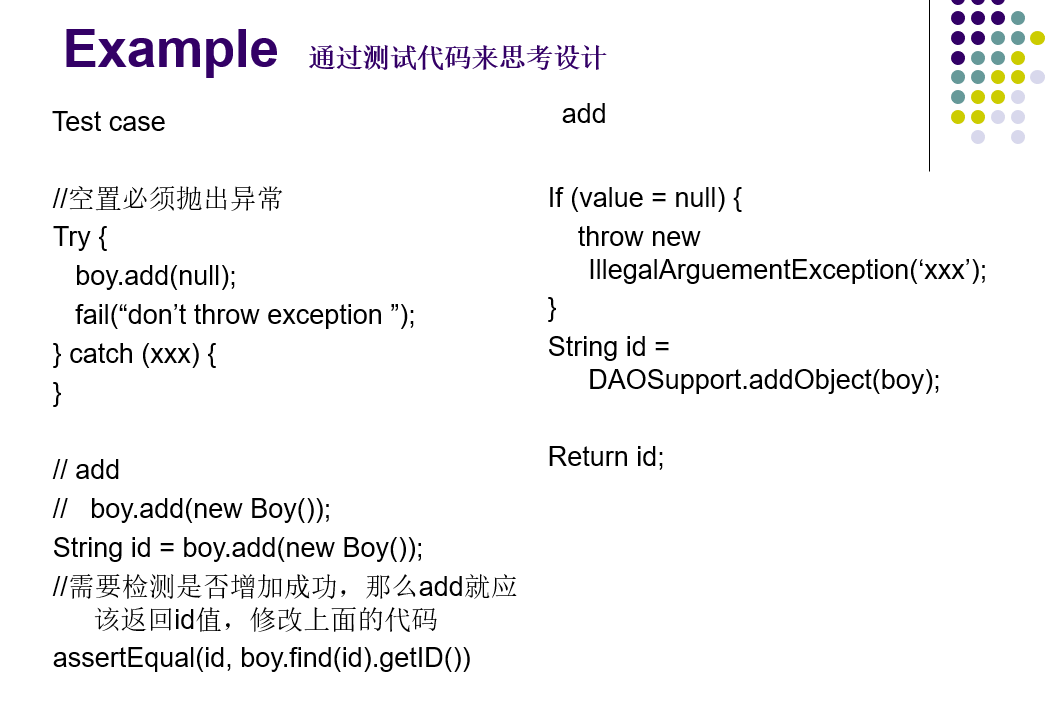 Example 通过测试代码来思考设计
Test case
//空置必须抛出异常
Try {
boy.add(null);
fail(“don’t throw exception ”);
} catch (xxx) {
}
// add
// boy.add(new Boy());
String id = boy.add(new Boy());
//需要检测是否增加成功，那么add就应
该返回id值，修改上面的代码
assertEqual(id, boy.find(id).getID())
add
If (value = null) {
throw new
IllegalArguementException(‘xxx’);
}
String id =
DAOSupport.addObject(boy);
Return id;